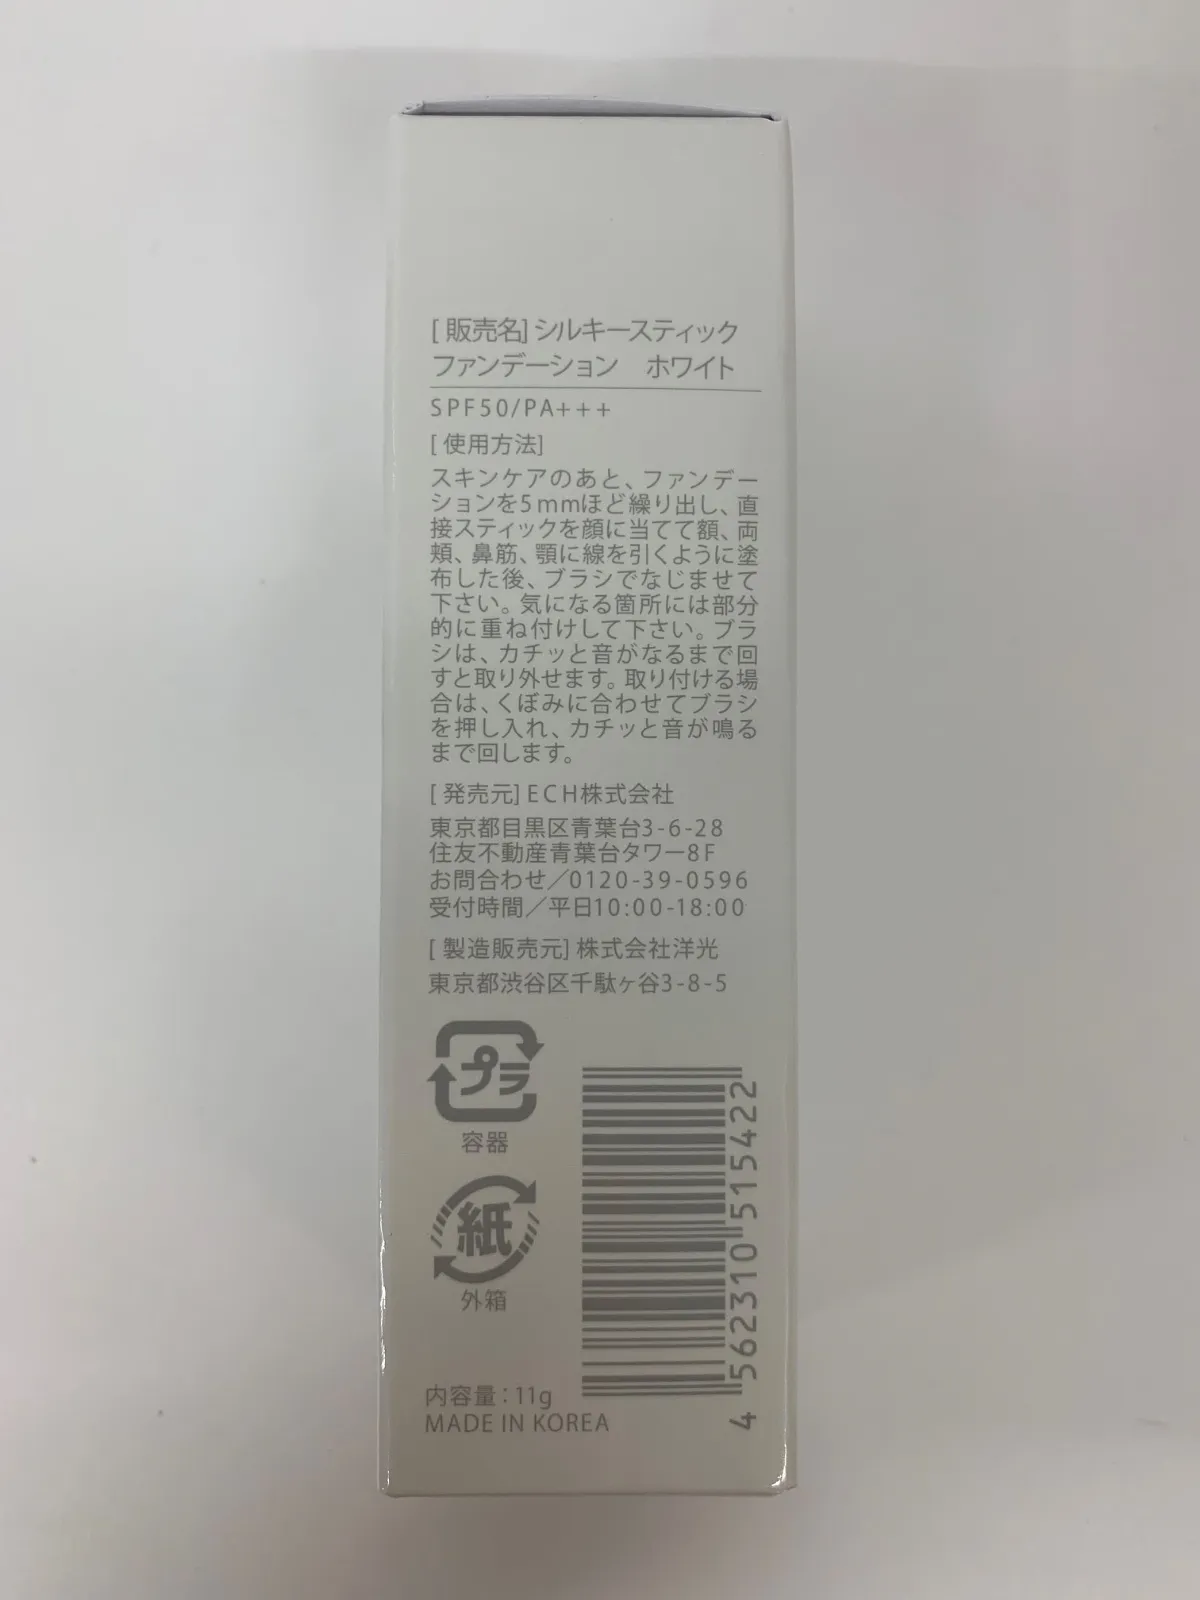 [販売名]シルキースティック
ファンデーション ホワイト
SPF50/PA+++
[使用方法]
スキンケアのあと、ファンデー
ションを5mmほど繰り出し、直
接スティックを顔に当てて額、両
頬、鼻筋、顎に線を引くように塗
布した後、ブラシでなじませて
下さい。気になる箇所には部分
的に重ね付けして下さい。ブラ
シは、カチッと音がなるまで回
すと取り外せます。取り付ける場
合は、くぼみに合わせてブラシ
を押し入れ、カチッと音が鳴る
まで回します。
[発売元]ECH株式会社
東京都目黒区青葉台3-6-28
住友不動産青葉台タワー8F
お問合わせ/0120-39-0596
受付時間/平日10:00-18:00
[製造販売元]株式会社洋光
東京都渋谷区千駄ヶ谷3-8-5
プラ
容器
紙
外箱
4 562310 515422
内容量:11g
MADE IN KOREA